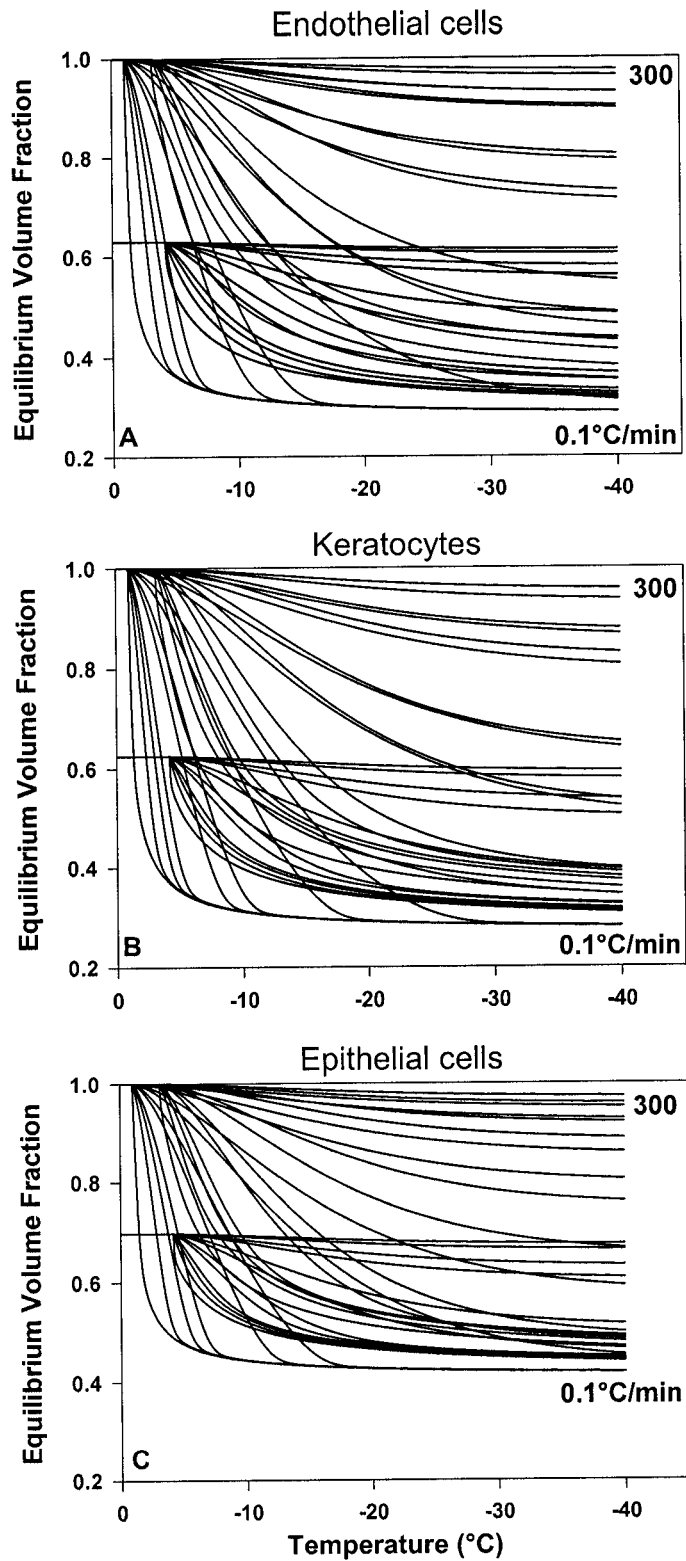 Endothelial cells
Equilibrium Volume Fraction
1.0
300
0.8
0.6
0.4
0.2
A
0.1°C/min
0
-10
-20
-30
-40
Keratocytes
Equilibrium Volume Fraction
1.0
300
0.8
0.6
0.4
0.2
B
0.1°C/min
0
-10
-20
-30
-40
Epithelial cells
Equilibrium Volume Fraction
1.0
300
0.8
0.6
0.4
0.1°C/min
0.2
C
0
-10
-20
-30
-40
Temperature (°C)